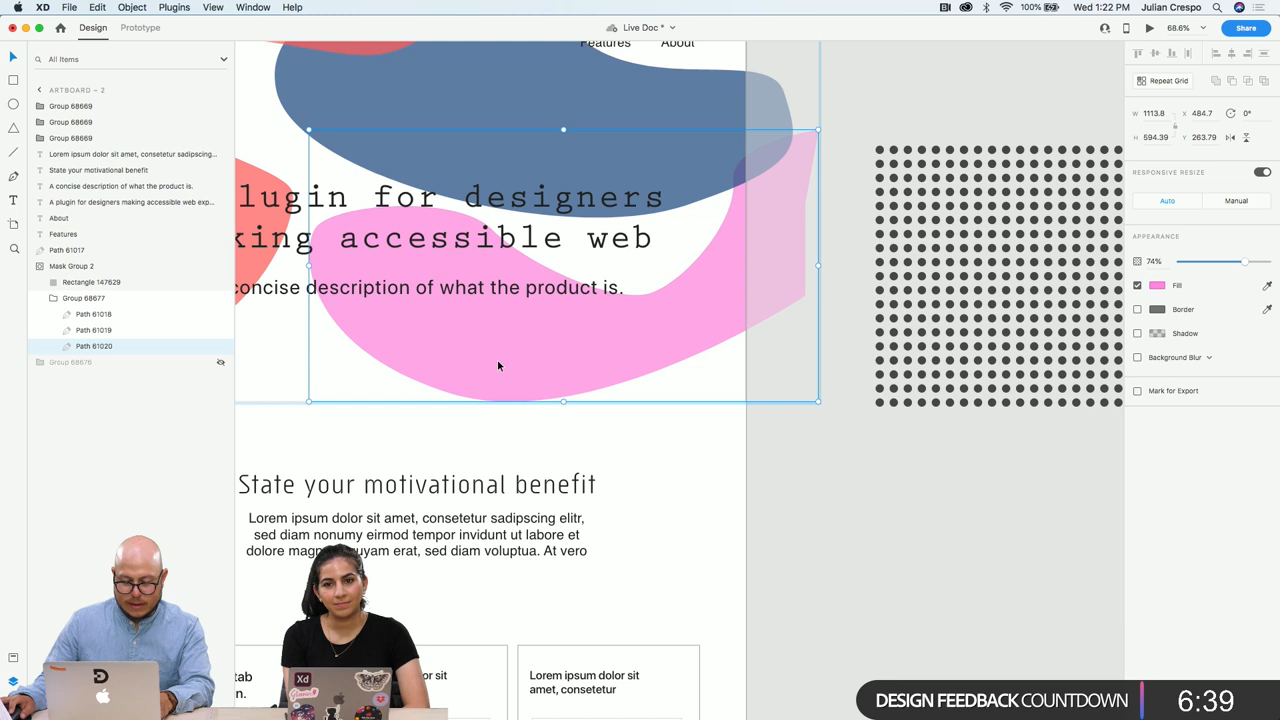 XD File Edit Object Plugins View Window Help
100% Wed 1:22 PM Julian Crespo
Design Prototype
Live Doc *
68.6%
Share
All Items
ARTBOARD – 2
Group 68669
Group 68669
Group 68669
Lorem ipsum dolor sit amet, consetetur sadipscing...
State your motivational benefit
A concise description of what the product is.
A plugin for designers making accessible web exp...
About
Features
Path 61017
Mask Group 2
Rectangle 147629
Group 68677
Path 61018
Path 61019
Path 61020
Group 68676
Features About
lugin for designers
king accessible web
concise description of what the product is.
State your motivational benefit
Lorem ipsum dolor sit amet, consetetur sadipscing elitr,
sed diam nonumy eirmod tempor invidunt ut labore et
dolore magn uyam erat, sed diam voluptua. At vero
tab
n.
or sit
Lorem ipsum dolor sit
amet, consetetur
Repeat Grid
W 1113.8 X 484.7 0°
H 594.39 Y 263.79
RESPONSIVE RESIZE
Auto Manual
APPEARANCE
74%
Fill
Border
Shadow
Background Blur
Mark for Export
Xd
D
DESIGN FEEDBACK COUNTDOWN 6:39